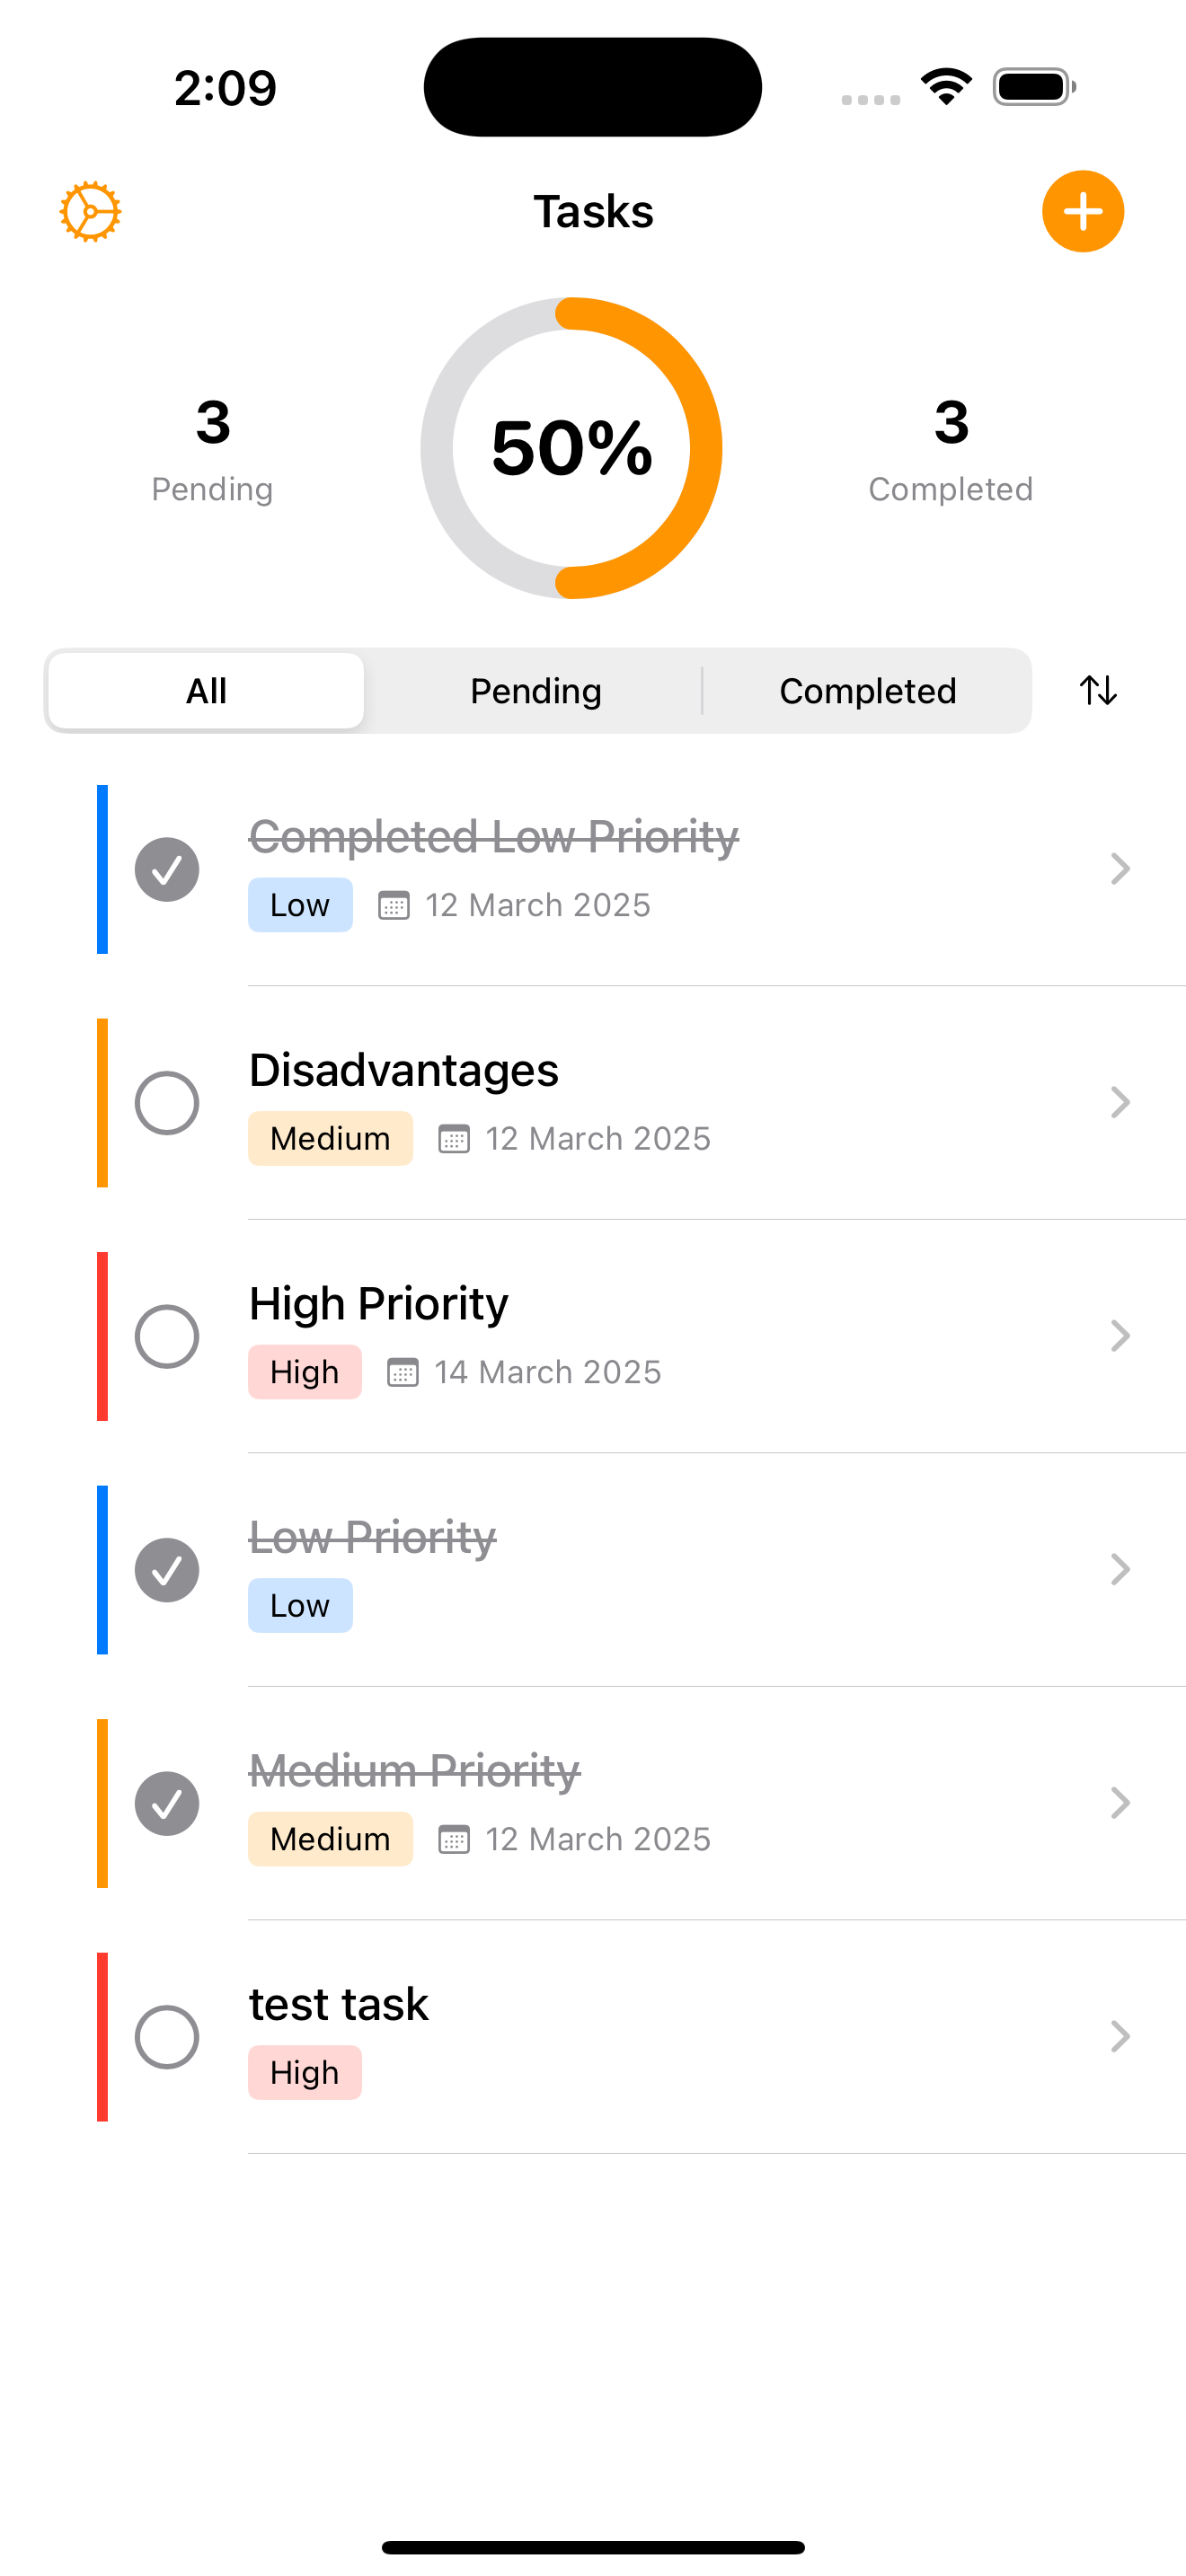 2:09
Tasks
3
Pending
50%
3
Completed
All
Pending
Completed
Completed Low Priority
Low
12 March 2025
Disadvantages
Medium
12 March 2025
High Priority
High
14 March 2025
Low Priority
Low
Medium Priority
Medium
12 March 2025
test task
High